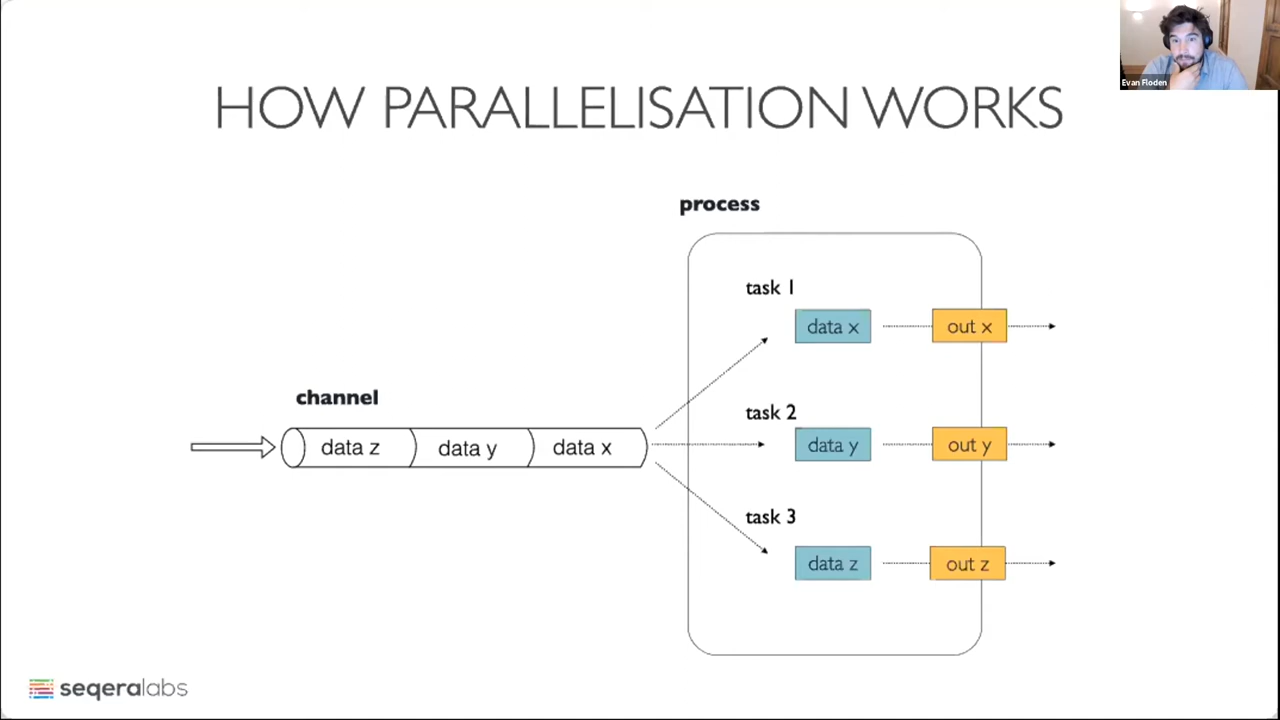 Evan Floden
HOW PARALLELISATION WORKS
process
task 1
data x
out x
channel
task 2
data z
data y
data x
data y
out y
task 3
data z
out z
seqeralabs